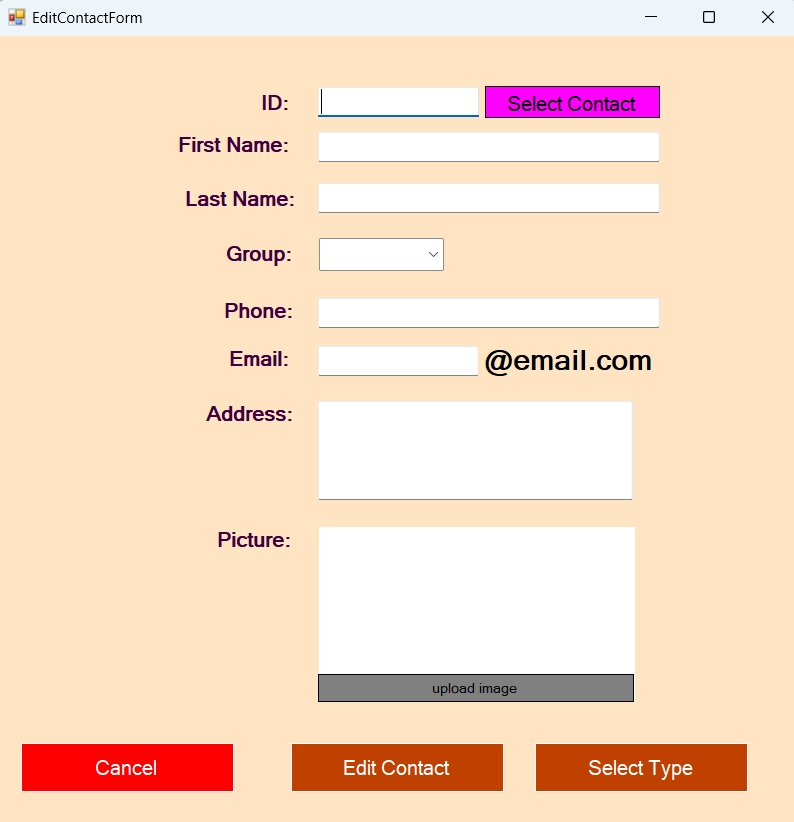 EditContactForm
ID:
Select Contact
First Name:
Last Name:
Group:
Phone:
Email:
@email.com
Address:
Picture:
upload image
Cancel
Edit Contact
Select Type